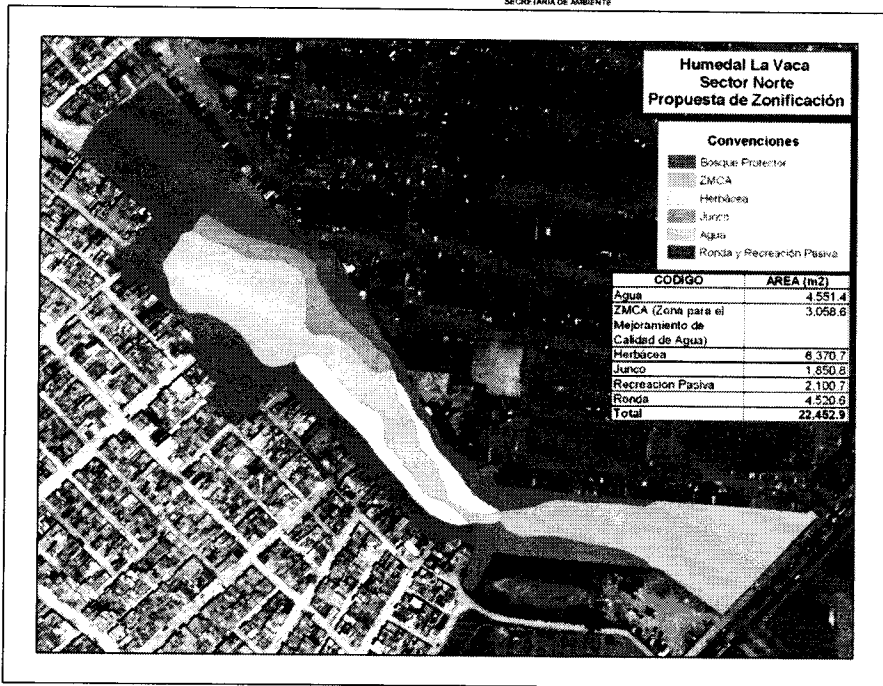 SECRETARIA DE AMBIENTE
Humedal La Vaca
Sector Norte
Propuesta de Zonificación
Convenciones
Bosque Protector
ZMCA
Herbácea
Junco
Agua
Ronda y Recreación Pasiva
CODIGO AREA (m2)
Agua 4.551.4
ZMCA (Zona para el 3,058.6
Mejoramiento de
Calidad de Agua)
Herbácea 6,370.7
Junco 1,850.8
Recreacion Pasiva 2,100.7
Ronda 4,520.6
Total 22,452.9